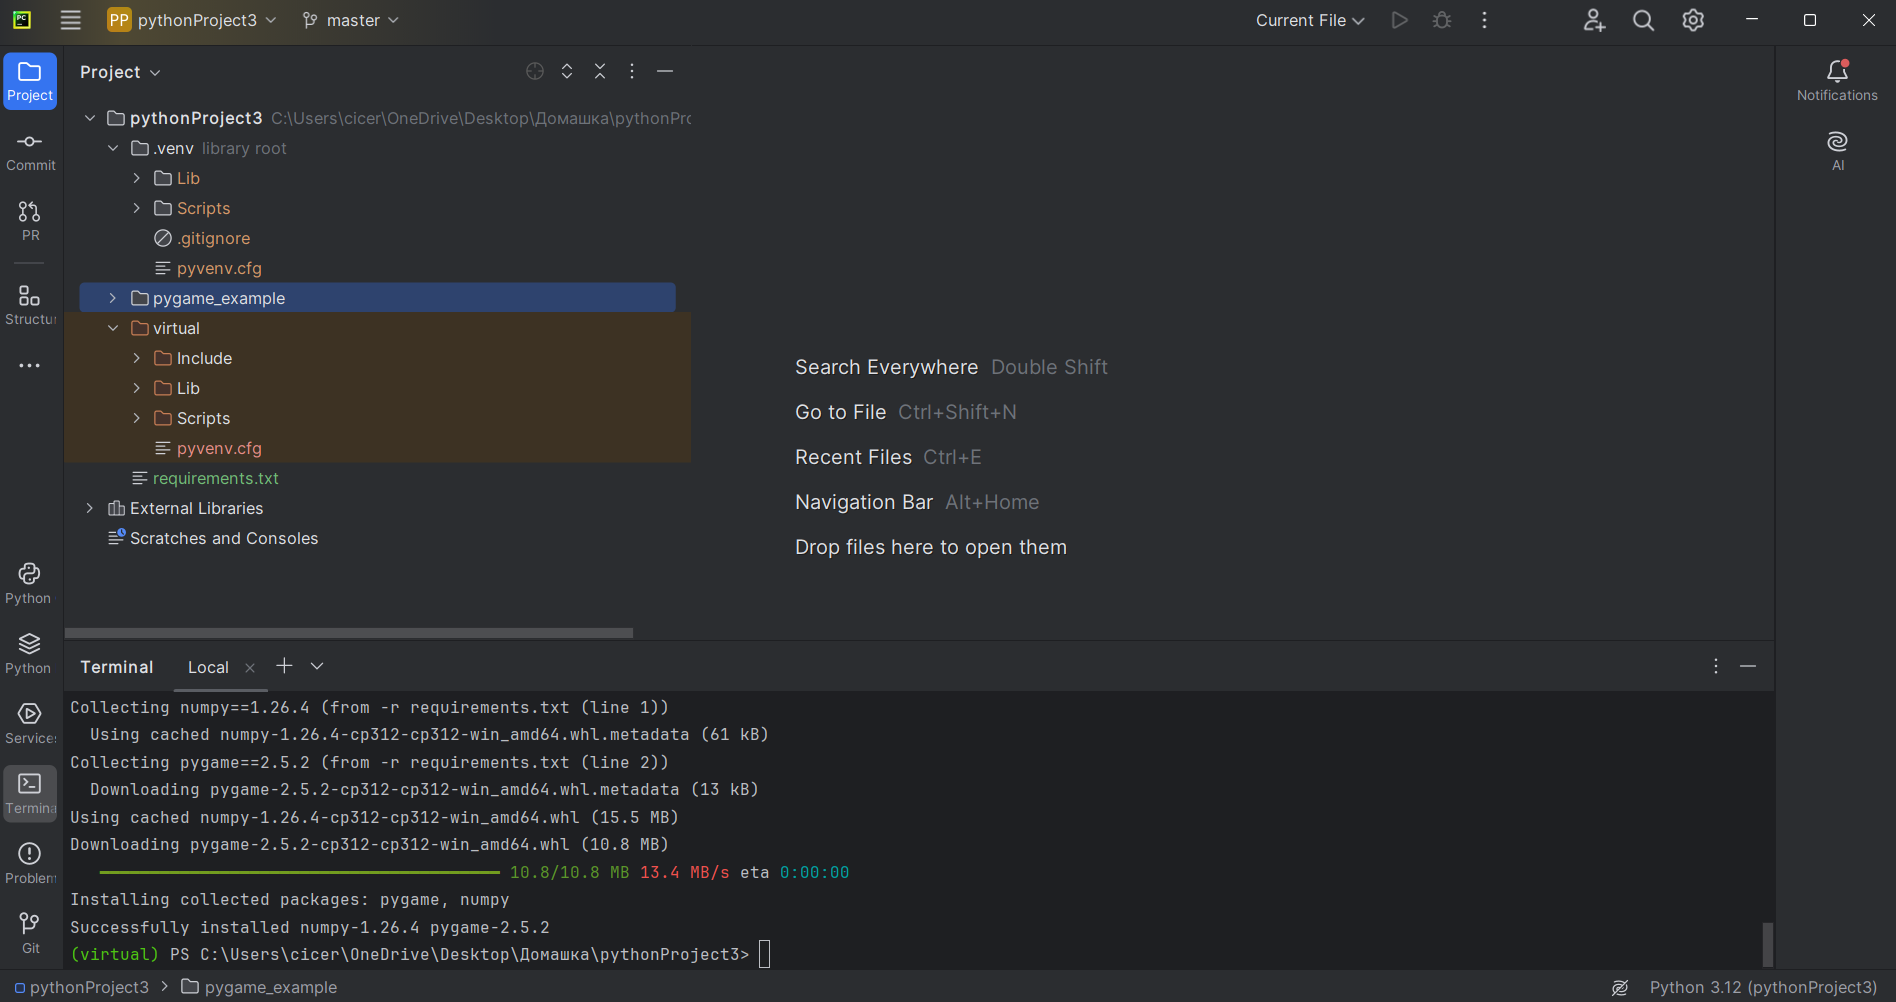 PC PP pythonProject3 master Current File
Project
Project
Commit
PR
Structu
Python
Python
Service
Termina
Problem
Git
pythonProject3 C:\Users\cicer\OneDrive\Desktop\Домашка\pythonPro
.venv library root
Lib
Scripts
.gitignore
pyvenv.cfg
pygame_example
virtual
Include
Lib
Scripts
pyvenv.cfg
requirements.txt
External Libraries
Scratches and Consoles
Search Everywhere Double Shift
Go to File Ctrl+Shift+N
Recent Files Ctrl+E
Navigation Bar Alt+Home
Drop files here to open them
Notifications
AI
Terminal Local
Collecting numpy==1.26.4 (from -r requirements.txt (line 1))
Using cached numpy-1.26.4-cp312-cp312-win_amd64.whl.metadata (61 kB)
Collecting pygame==2.5.2 (from -r requirements.txt (line 2))
Downloading pygame-2.5.2-cp312-cp312-win_amd64.whl.metadata (13 kB)
Using cached numpy-1.26.4-cp312-cp312-win_amd64.whl (15.5 MB)
Downloading pygame-2.5.2-cp312-cp312-win_amd64.whl (10.8 MB)
10.8/10.8 MB 13.4 MB/s eta 0:00:00
Installing collected packages: pygame, numpy
Successfully installed numpy-1.26.4 pygame-2.5.2
(virtual) PS C:\Users\cicer\OneDrive\Desktop\Домашка\pythonProject3>
pythonProject3 > pygame_example
Python 3.12 (pythonProject3)